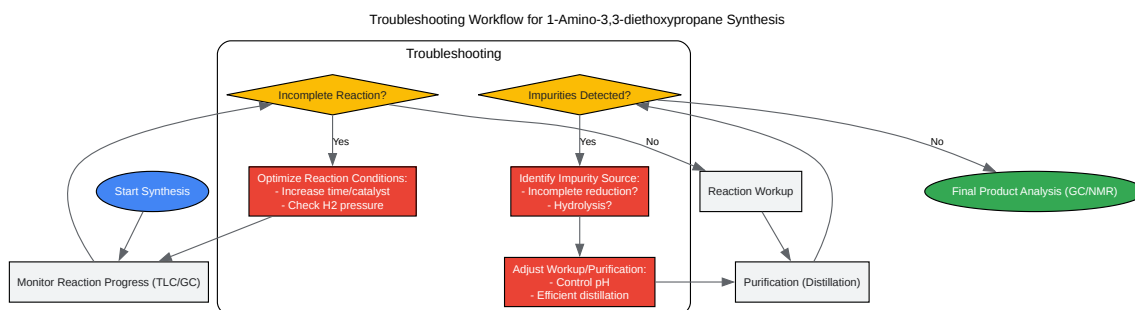 Troubleshooting Workflow for 1-Amino-3,3-diethoxypropane Synthesis
Troubleshooting
Incomplete Reaction?
Impurities Detected?
Yes
Yes
No
No
Start Synthesis
Optimize Reaction Conditions:
- Increase time/catalyst
- Check H2 pressure
Identify Impurity Source:
- Incomplete reduction?
- Hydrolysis?
Reaction Workup
Final Product Analysis (GC/NMR)
Monitor Reaction Progress (TLC/GC)
Adjust Workup/Purification:
- Control pH
- Efficient distillation
Purification (Distillation)